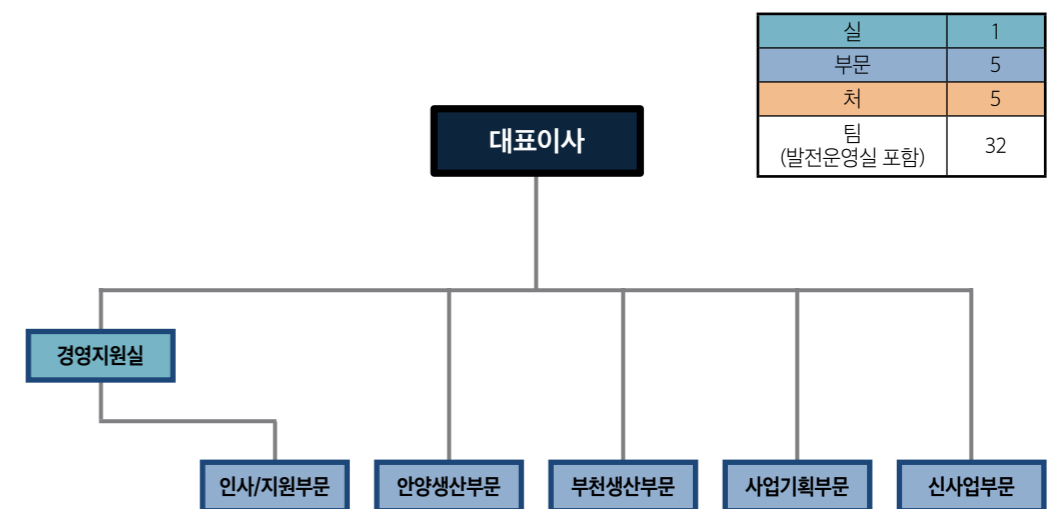 실 1
부문 5
처 5
팀
(발전운영실 포함) 32
대표이사
경영지원실
인사/지원부문 안양생산부문 부천생산부문 사업기획부문 신사업부문